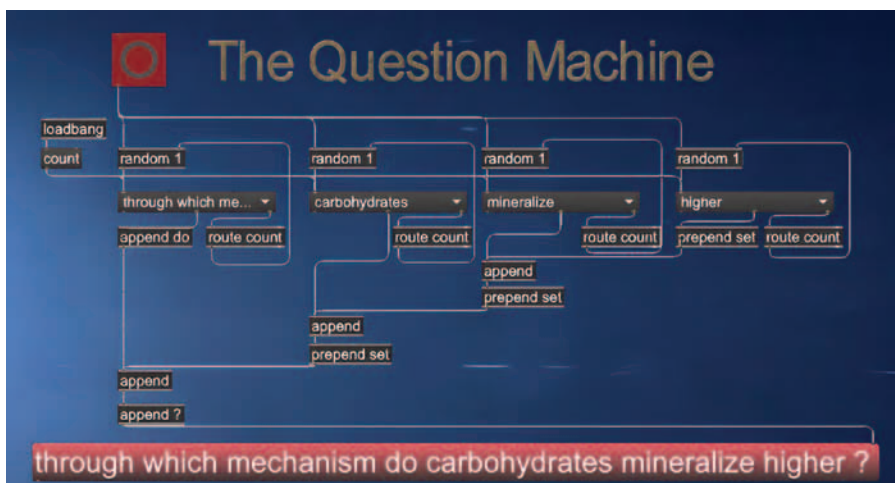 The Question Machine
loadbang
count
random 1 random 1 random 1 random 1
through which me... carbohydrates mineralize higher
append do route count route count route count prepend set route count
append
prepend set
append
prepend set
append
append ?
through which mechanism do carbohydrates mineralize higher ?